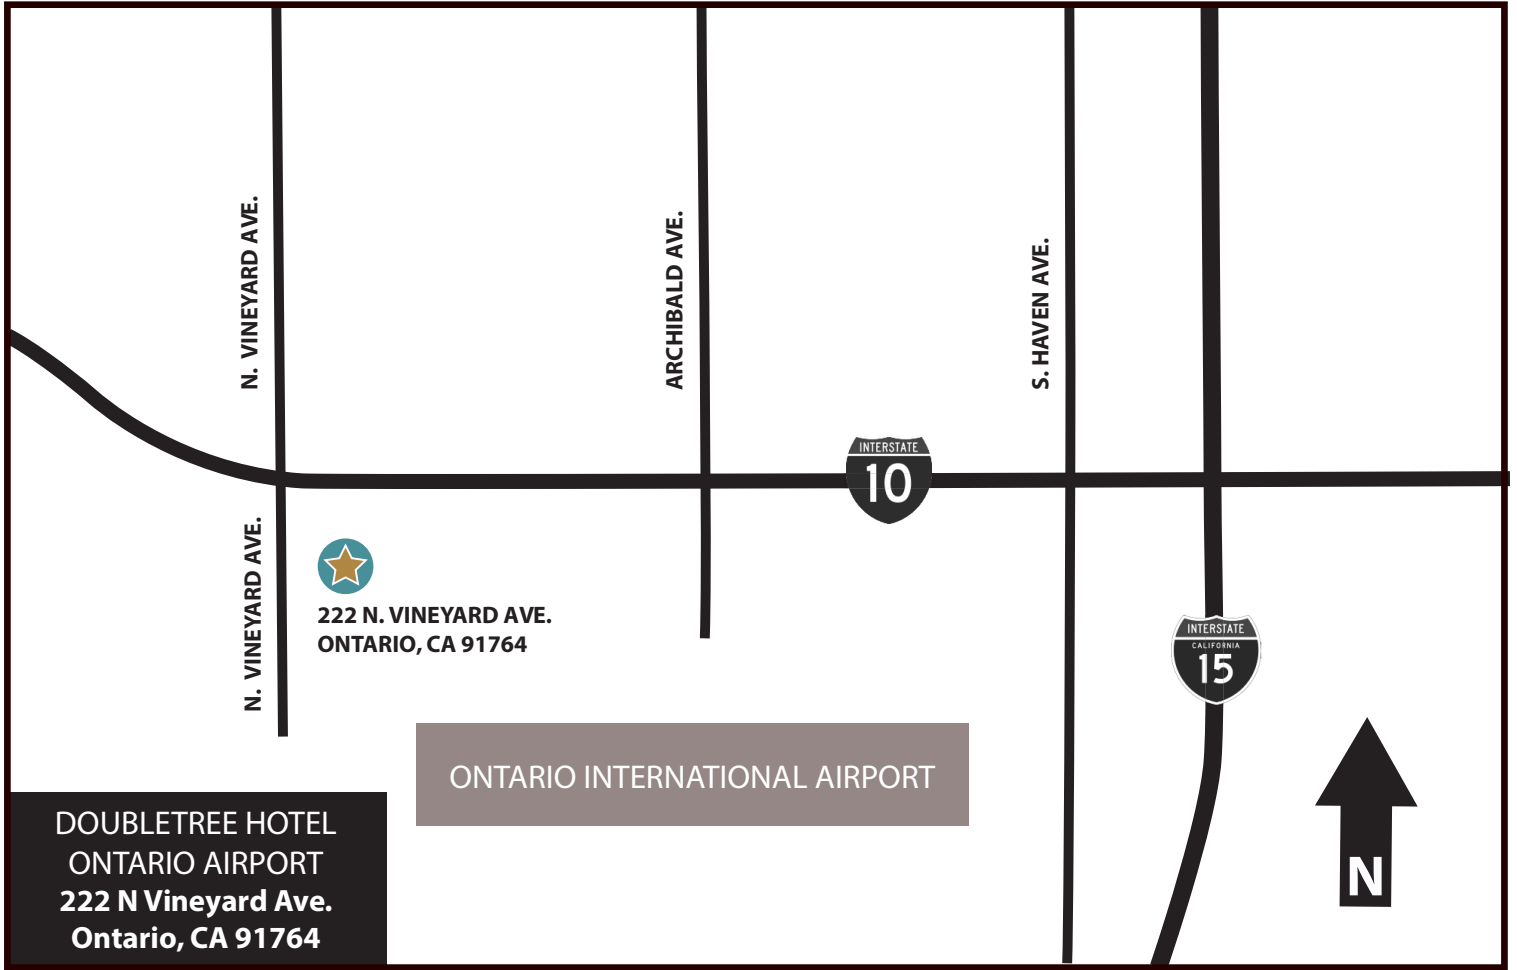 N. VINEYARD AVE.
ARCHIBALD AVE.
S. HAVEN AVE.
INTERSTATE
10
N. VINEYARD AVE.
222 N. VINEYARD AVE.
ONTARIO, CA 91764
INTERSTATE
CALIFORNIA
15
ONTARIO INTERNATIONAL AIRPORT
DOUBLETREE HOTEL
ONTARIO AIRPORT
222 N Vineyard Ave.
Ontario, CA 91764
N